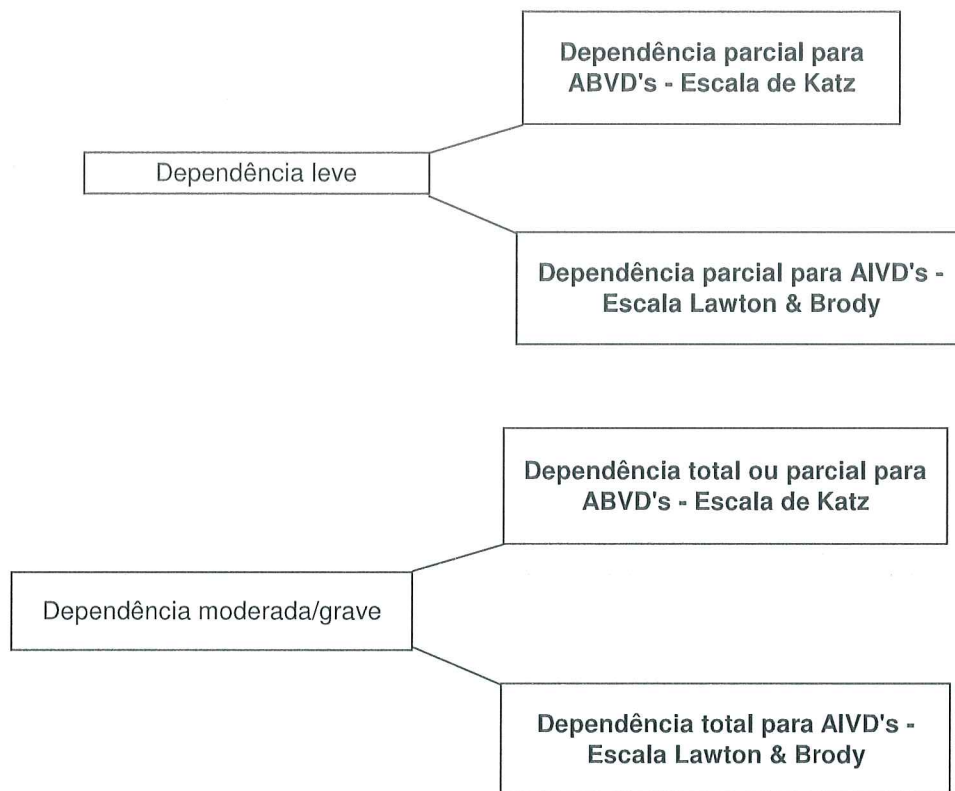 Dependência parcial para
ABVD's - Escala de Katz
Dependência leve
Dependência parcial para AIVD's -
Escala Lawton & Brody
Dependência total ou parcial para
ABVD's - Escala de Katz
Dependência moderada/grave
Dependência total para AIVD's -
Escala Lawton & Brody